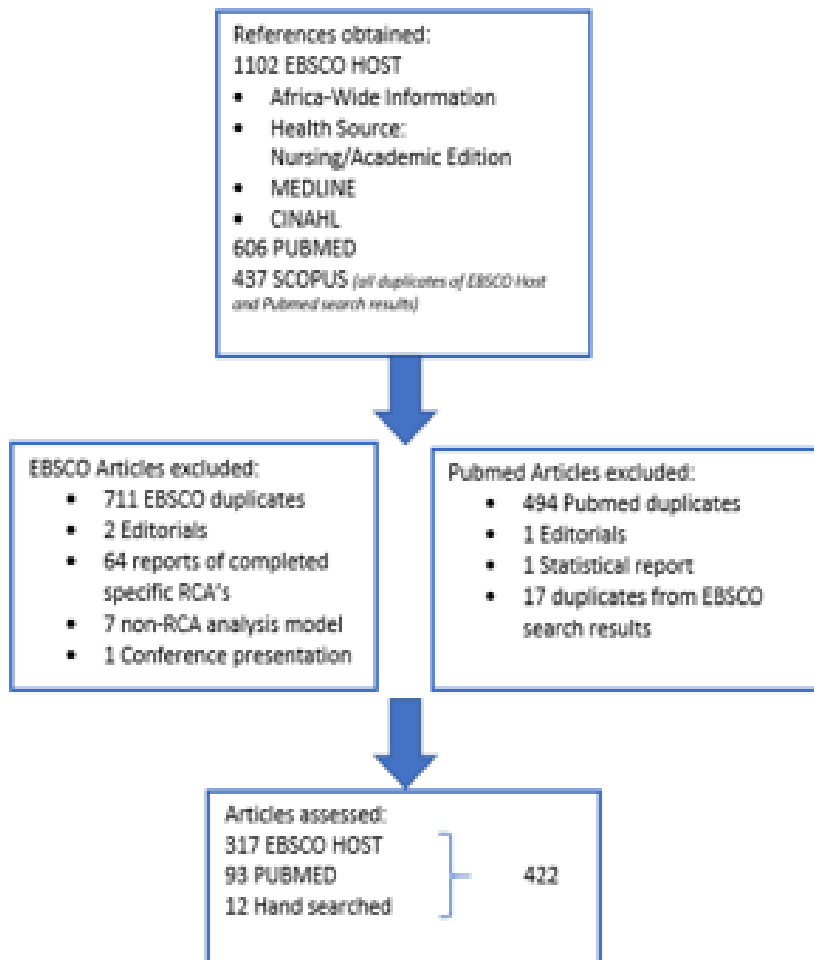 References obtained:
1102 EBSCO HOST
• Africa-Wide Information
• Health Source:
Nursing/Academic Edition
• MEDLINE
• CINAHL
606 PUBMED
437 SCOPUS (all duplicates of EBSCO Host
and Pubmed search results)
EBSCO Articles excluded:
• 711 EBSCO duplicates
• 2 Editorials
• 64 reports of completed
specific RCA's
• 7 non-RCA analysis model
• 1 Conference presentation
Pubmed Articles excluded:
• 494 Pubmed duplicates
• 1 Editorials
• 1 Statistical report
• 17 duplicates from EBSCO
search results
Articles assessed:
317 EBSCO HOST
93 PUBMED
12 Hand searched
422